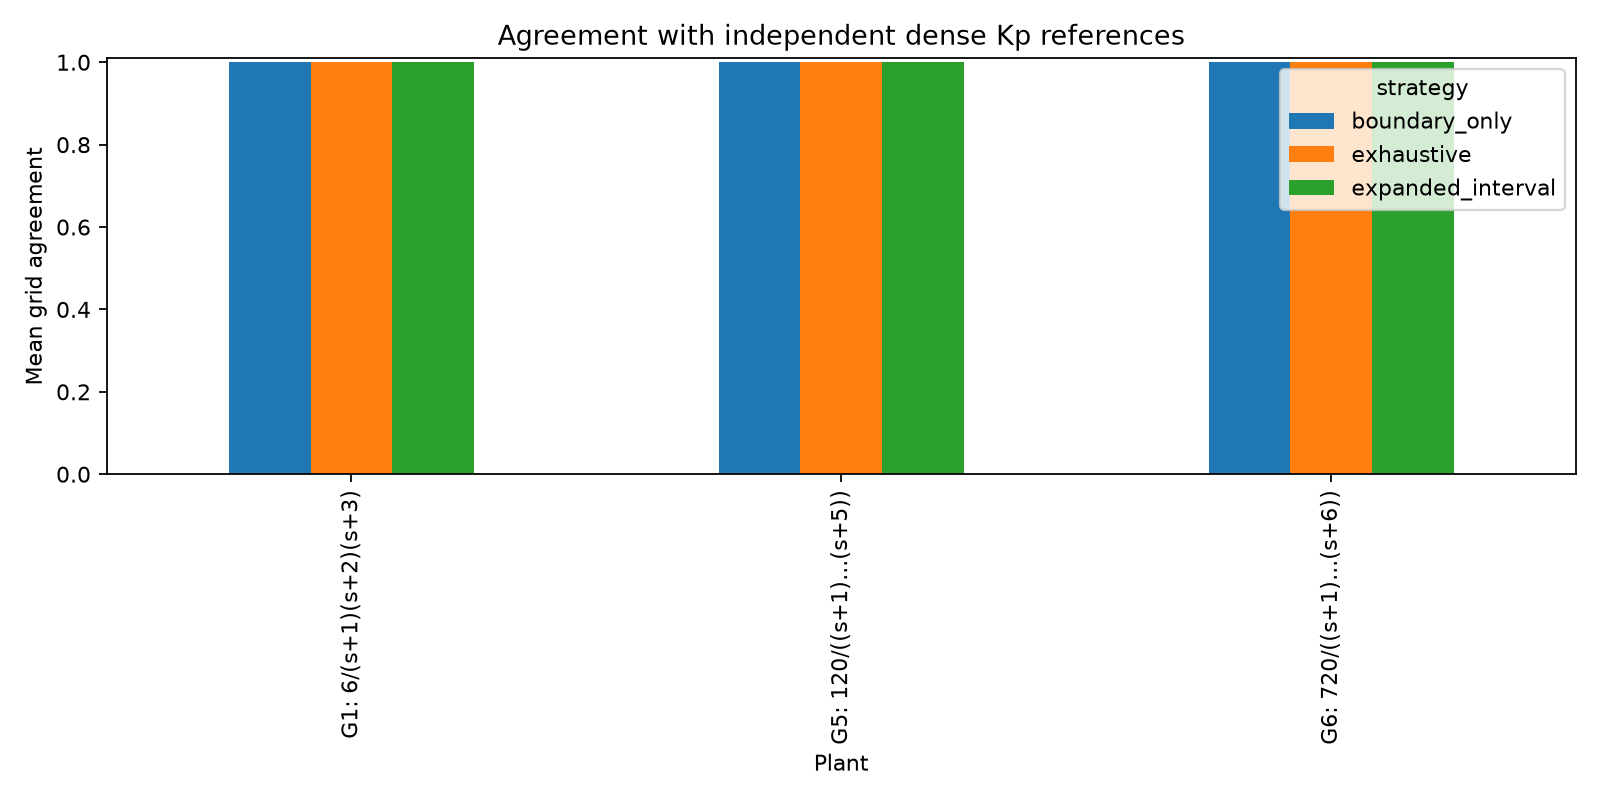 Agreement with independent dense Kp references
Mean grid agreement
1.0
0.8
0.6
0.4
0.2
0.0
strategy
boundary_only
exhaustive
expanded_interval
G1: 6/(s+1)(s+2)(s+3)
G5: 120/((s+1)...(s+5))
G6: 720/((s+1)...(s+6))
Plant